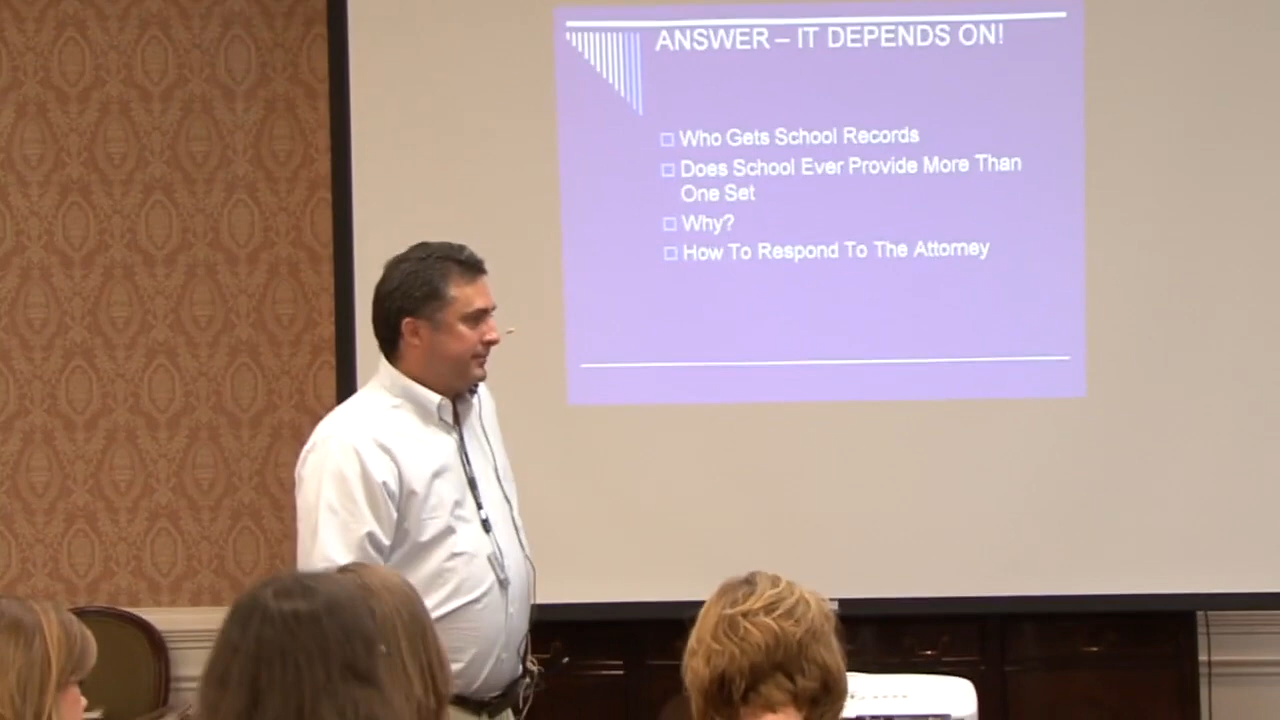 ANSWER – IT DEPENDS ON!
Who Gets School Records
Does School Ever Provide More Than
One Set
Why?
How To Respond To The Attorney